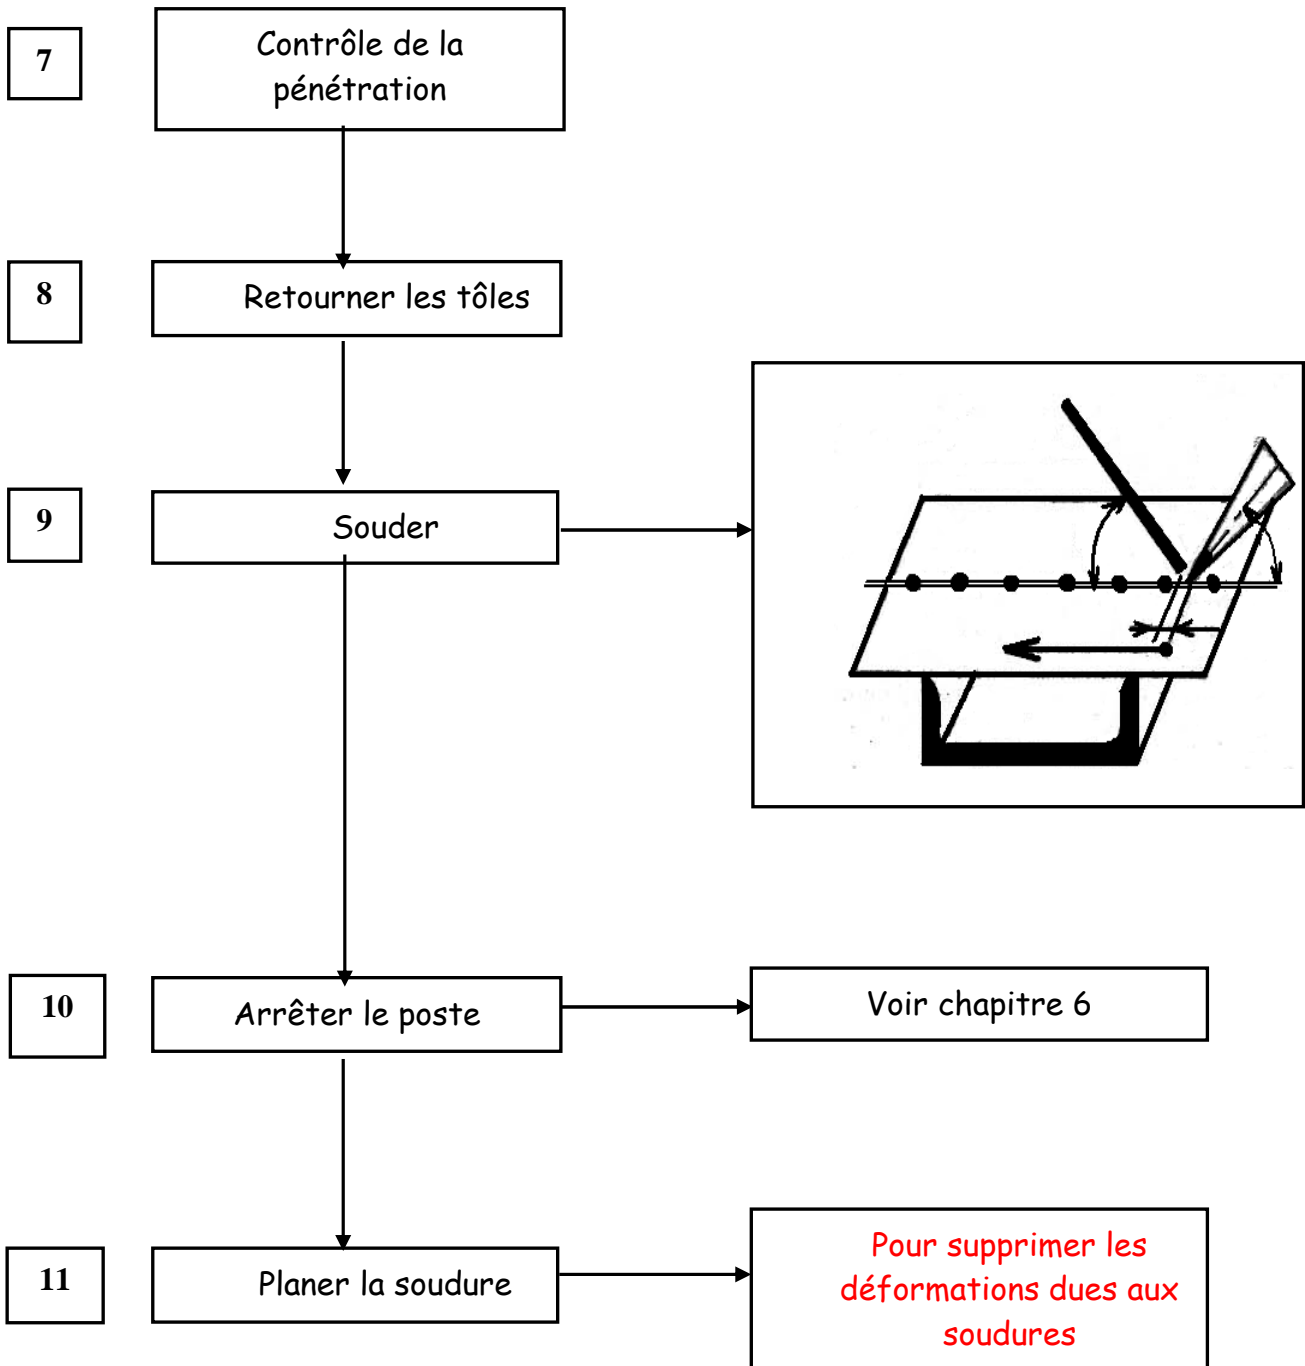 7
Contrôle de la
pénétration
8
Retourner les tôles
9
Souder
10
Arrêter le poste
Voir chapitre 6
11
Planer la soudure
Pour supprimer les
déformations dues aux
soudures